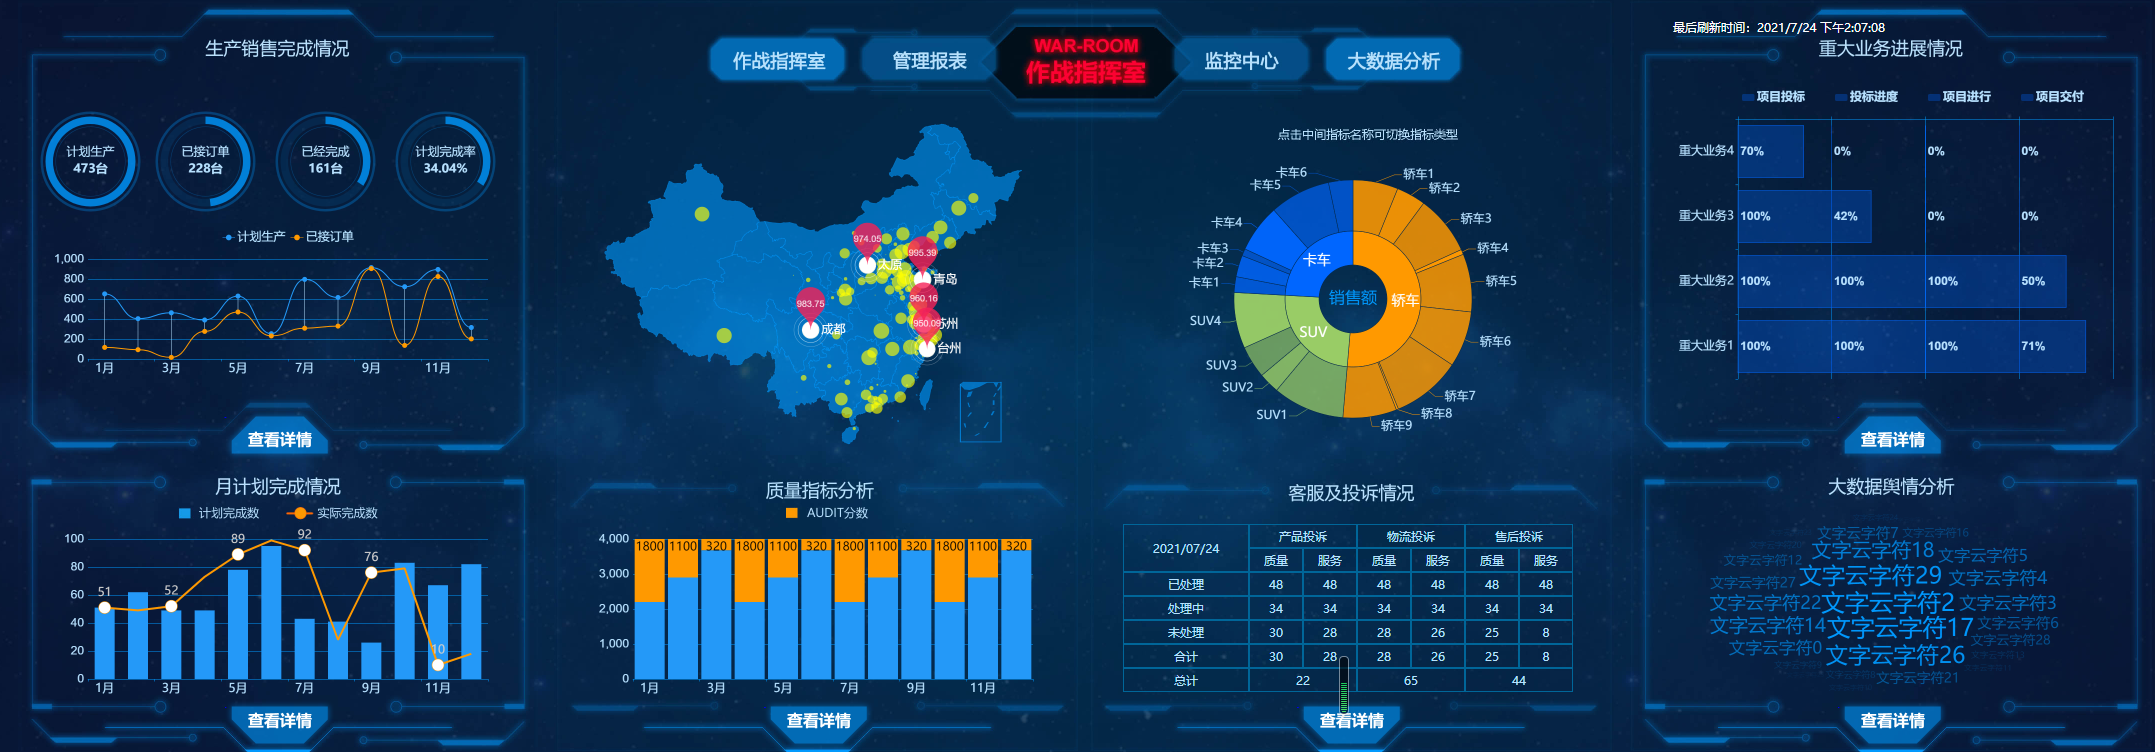 最后刷新时间：2021/7/24 下午2:07:08
作战指挥室
管理报表
WAR-ROOM
作战指挥室
监控中心
大数据分析
生产销售完成情况
计划生产
473台
已接订单
228台
已经完成
161台
计划完成率
34.04%
计划生产 已接订单
1,000
800
600
400
200
0
1月 3月 5月 7月 9月 11月
查看详情
月计划完成情况
计划完成数 实际完成数
100
80
60
40
20
0
51 52 89 92 76 10
1月 3月 5月 7月 9月 11月
查看详情
974.05
太原
995.39
青岛
983.75
成都
960.16
苏州
950.09
台州
质量指标分析
AUDIT分数
4,000
3,000
2,000
1,000
0
1800 1100 320 1800 1100 320 1800 1100 320 1800 1100 320
1月 3月 5月 7月 9月 11月
查看详情
点击中间指标名称可切换指标类型
销售额
卡车
轿车
SUV
卡车6
卡车5
卡车4
卡车3
卡车2
卡车1
SUV4
SUV3
SUV2
SUV1
轿车1
轿车2
轿车3
轿车4
轿车5
轿车6
轿车7
轿车8
轿车9
客服及投诉情况
2021/07/24 产品投诉 物流投诉 售后投诉
质量 服务 质量 服务 质量 服务
已处理 48 48 48 48 48 48
处理中 34 34 34 34 34 34
未处理 30 28 28 26 25 8
合计 30 28 28 26 25 8
总计 22 65 44
查看详情
重大业务进展情况
项目投标 投标进度 项目进行 项目交付
重大业务4 70% 0% 0% 0%
重大业务3 100% 42% 0% 0%
重大业务2 100% 100% 100% 50%
重大业务1 100% 100% 100% 71%
查看详情
大数据舆情分析
文字云字符7 文字云字符16
文字云字符12 文字云字符18 文字云字符5
文字云字符27 文字云字符29 文字云字符4
文字云字符22 文字云字符2 文字云字符3
文字云字符14 文字云字符17 文字云字符6
文字云字符0 文字云字符26 文字云字符28
文字云字符21
查看详情